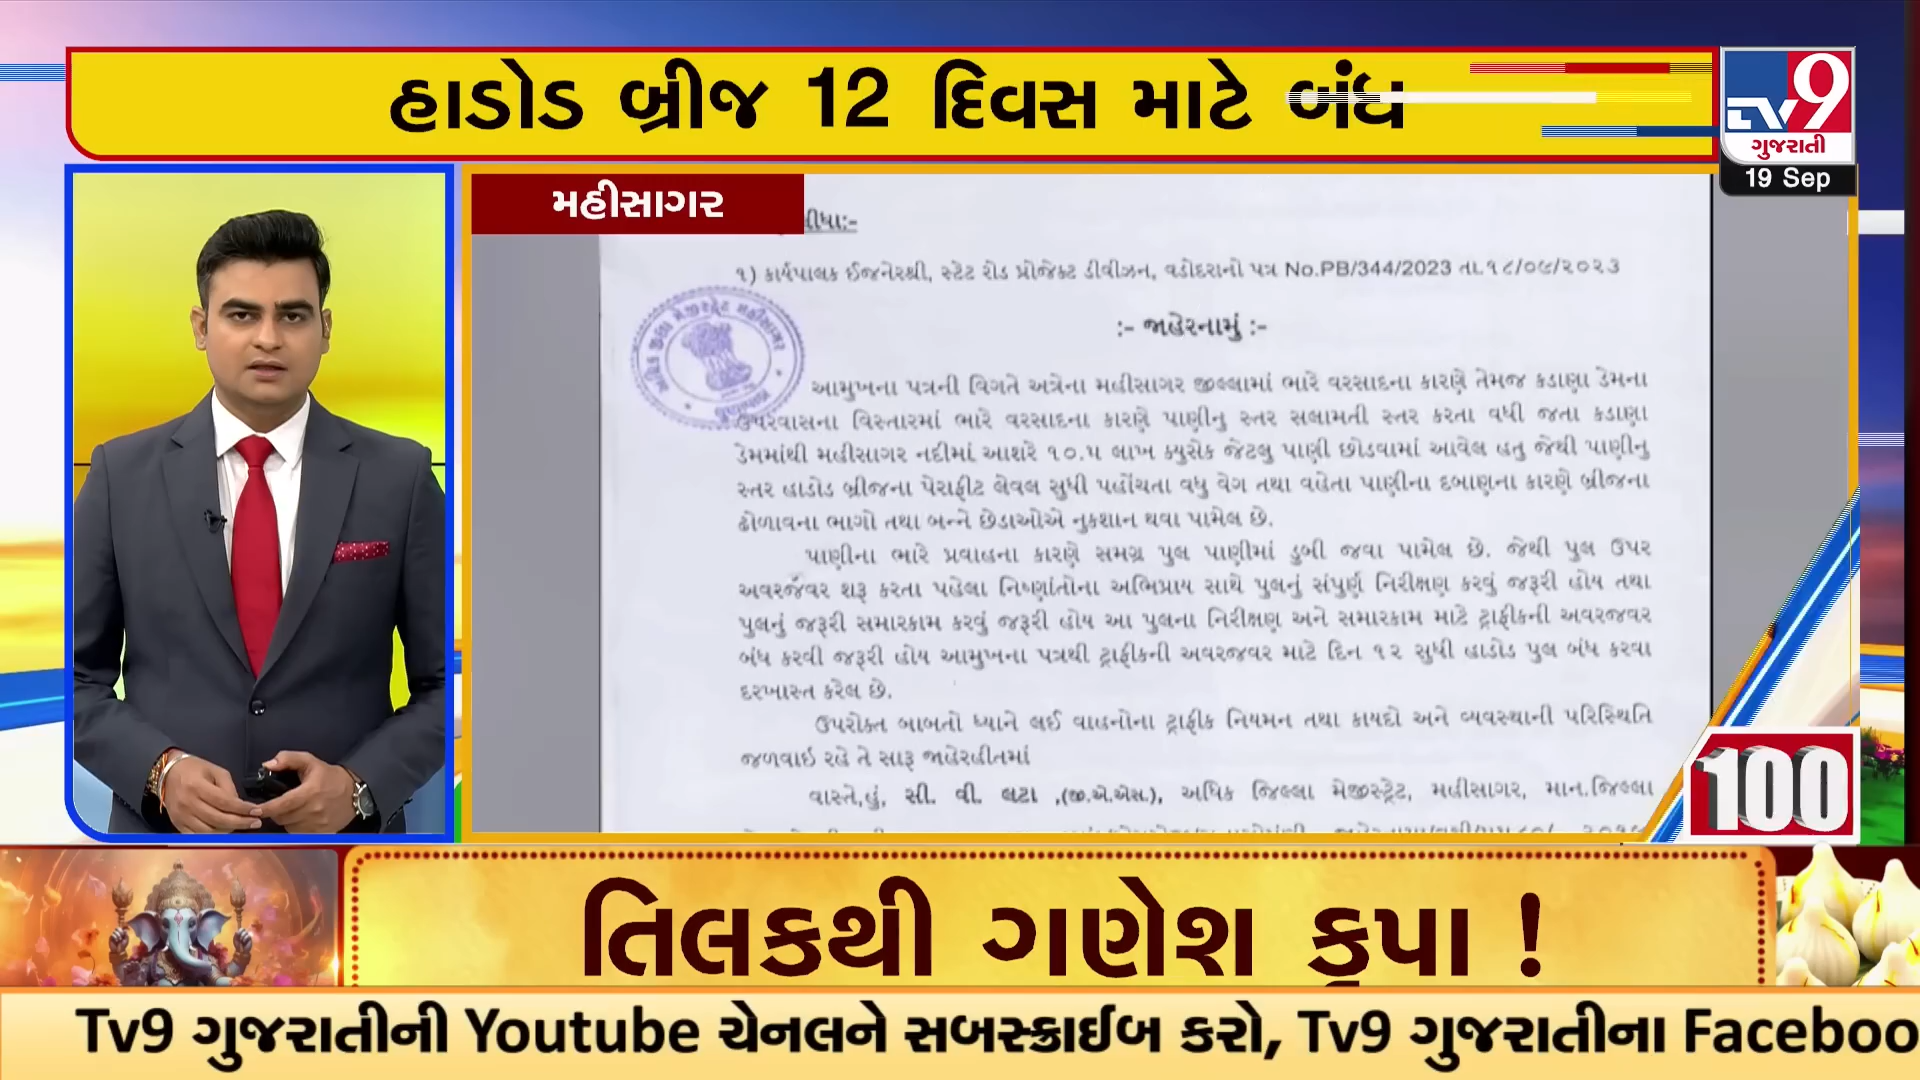 હાડોડ બ્રીજ 12 દિવસ માટે બંધ
TV9
ગુજરાતી
19 Sep
મહીસાગર
૧) કાર્યપાલક ઈજનેરશ્રી, સ્ટેટ રોડ પ્રોજેક્ટ ડીવીઝન, વડોદરાનો પત્ર No.PB/344/2023 તા.૧૮/૦૯/૨૦૨૩
:- જાહેરનામું :-
આમુખના પત્રની વિગતે અત્રેના મહીસાગર જીલ્લામાં ભારે વરસાદના કારણે તેમજ કડાણા ડેમના
ઉપરવાસના વિસ્તારમાં ભારે વરસાદના કારણે પાણીનુ સ્તર સલામતી સ્તર કરતા વધી જતા કડાણા
ડેમમાંથી મહીસાગર નદીમાં આશરે ૧૦.૫ લાખ ક્યુસેક જેટલુ પાણી છોડવામાં આવેલ હતુ જેથી પાણીનુ
સ્તર હાડોડ બ્રીજના પેરાફીટ લેવલ સુધી પહોંચતા વધુ વેગ તથા વહેતા પાણીના દબાણના કારણે બ્રીજના
ઢોળાવના ભાગો તથા બન્ને છેડાઓએ નુકશાન થવા પામેલ છે.
પાણીના ભારે પ્રવાહના કારણે સમગ્ર પુલ પાણીમાં ડુબી જવા પામેલ છે. જેથી પુલ ઉપર
અવરજવર શરૂ કરતા પહેલા નિષ્ણાંતોના અભિપ્રાય સાથે પુલનું સંપુર્ણ નિરીક્ષણ કરવું જરૂરી હોય તથા
પુલનું જરૂરી સમારકામ કરવું જરૂરી હોય આ પુલના નિરીક્ષણ અને સમારકામ માટે ટ્રાફીકની અવરજવર
બંધ કરવી જરૂરી હોય આમુખના પત્રથી ટ્રાફીકની અવરજવર માટે દિન ૧૨ સુધી હાડોડ પુલ બંધ કરવા
દરખાસ્ત કરેલ છે.
ઉપરોક્ત બાબતો ધ્યાને લઈ વાહનોના ટ્રાફીક નિયમન તથા કાયદો અને વ્યવસ્થાની પરિસ્થિતિ
જળવાઇ રહે તે સારૂ જાહેરહીતમાં
વાસ્તે,હું, સી. વી. લટા ,(જી.એ.એસ.), અધિક જિલ્લા મેજીસ્ટ્રેટ, મહીસાગર, માન.જિલ્લા
100
તિલકથી ગણેશ કૃપા !
Tv9 ગુજરાતીની Youtube ચેનલને સબસ્ક્રાઈબ કરો, Tv9 ગુજરાતીના Faceboo